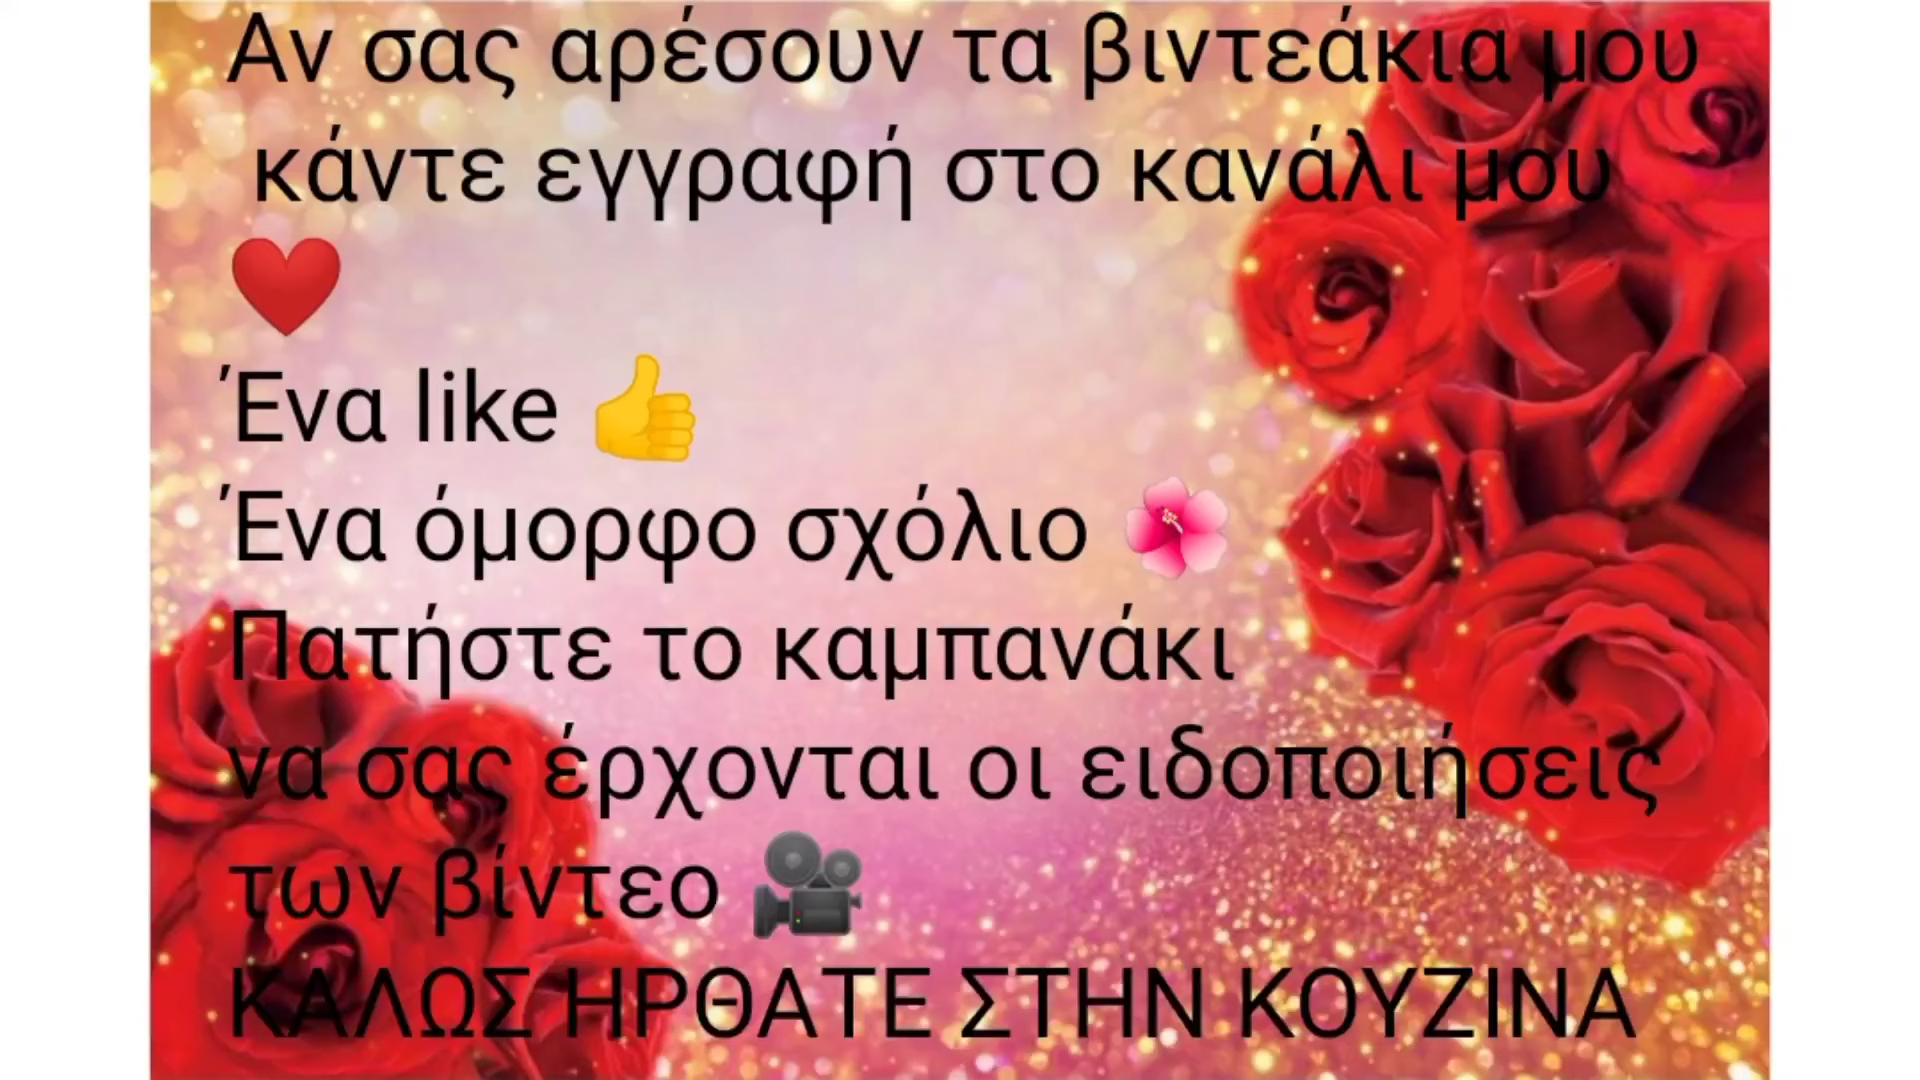 Αν σας αρέσουν τα βιντεάκια μου
κάντε εγγραφή στο κανάλι μου
❤️
Ένα like 👍
Ένα όμορφο σχόλιο 🌺
Πατήστε το καμπανάκι
να σας έρχονται οι ειδοποιήσεις
των βίντεο 🎥
ΚΑΛΩΣ ΗΡΘΑΤΕ ΣΤΗΝ ΚΟΥΖΙΝΑ